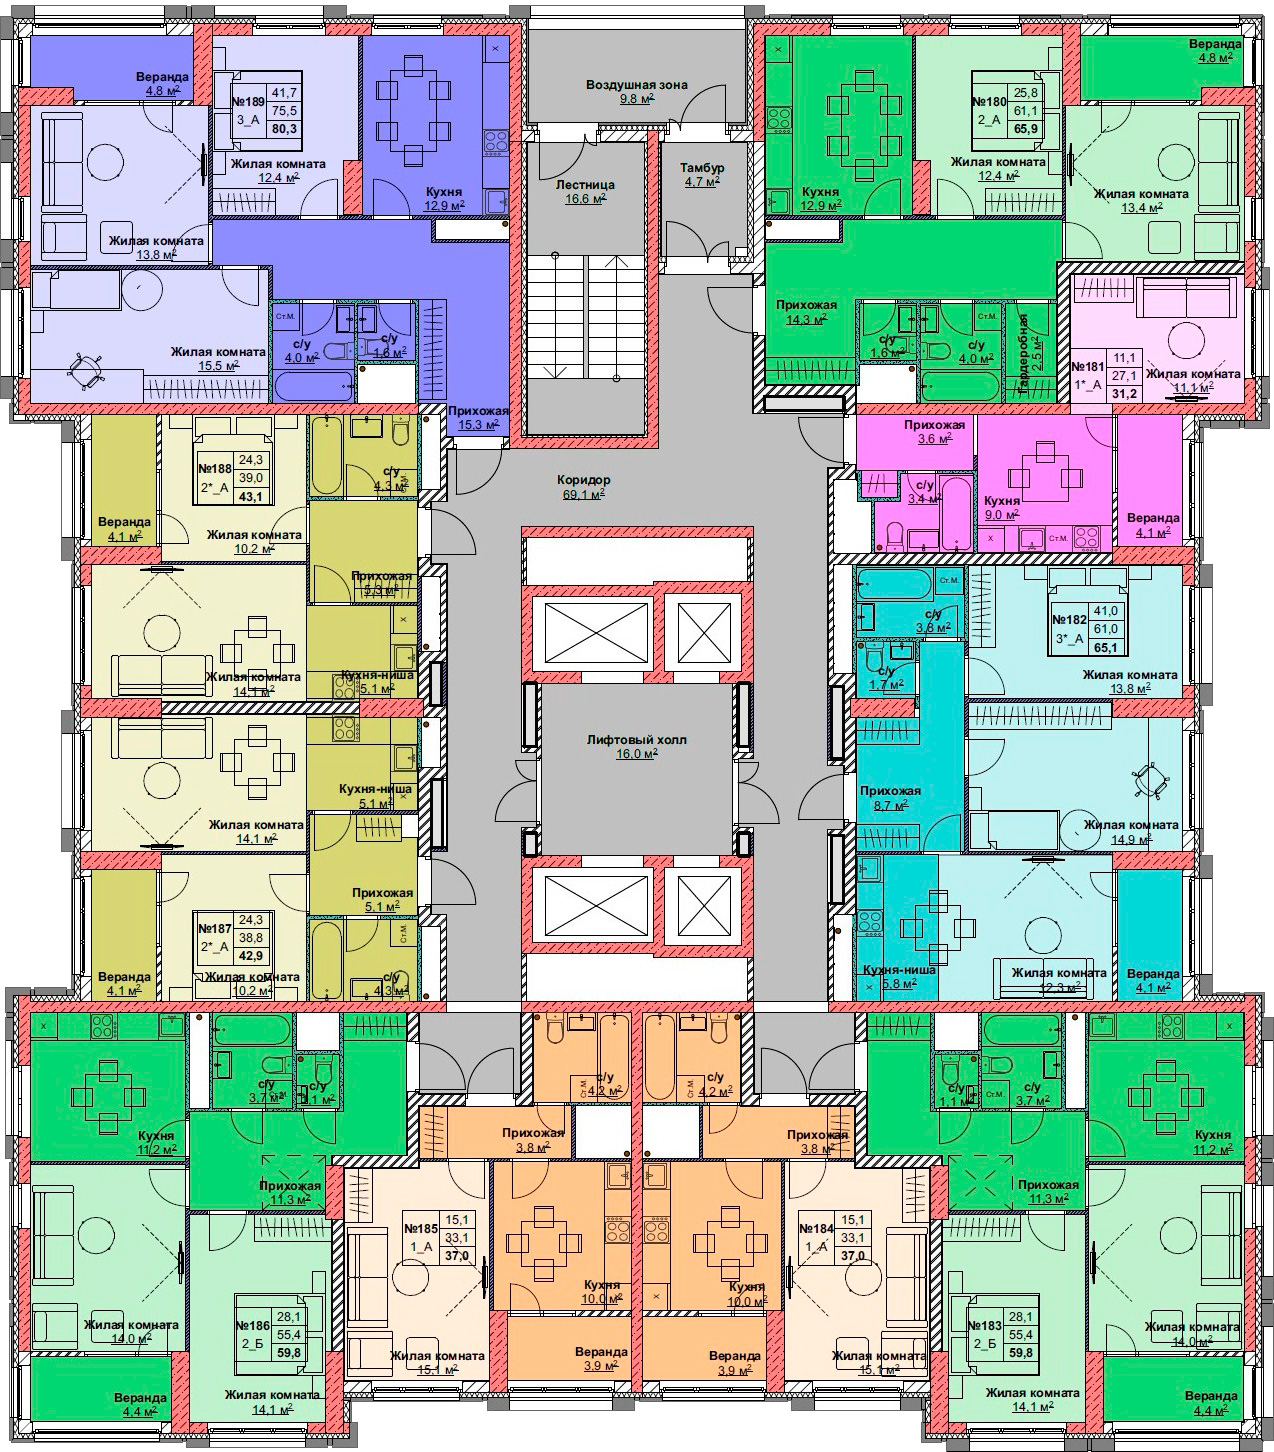 Веранда
4,8 м²
№189
3_А
41,7
75,5
80,3
Жилая комната
12,4 м²
Кухня
12,9 м²
Жилая комната
13,8 м²
Жилая комната
15,5 м²
Ст.М.
с/у
4,0 м²
с/у
1,6 м²
Прихожая
15,3 м²
Воздушная зона
9,8 м²
Лестница
16,6 м²
Тамбур
4,7 м²
Кухня
12,9 м²
№180
2_А
25,8
61,1
65,9
Жилая комната
12,4 м²
Веранда
4,8 м²
Жилая комната
13,4 м²
Прихожая
14,3 м²
с/у
1,6 м²
Ст.М.
с/у
4,0 м²
Гардеробная
2,5 м²
№181
1*_А
11,1
27,1
31,2
Жилая комната
11,1 м²
Прихожая
3,6 м²
с/у
3,4 м²
Кухня
9,0 м²
Ст.М.
Веранда
4,1 м²
№188
2*_А
24,3
39,0
43,1
Веранда
4,1 м²
Жилая комната
10,2 м²
с/у
4,3 м²
Прихожая
5,3 м²
Жилая комната
14,1 м²
Кухня-ниша
5,1 м²
Коридор
69,1 м²
Лифтовый холл
16,0 м²
Ст.М.
с/у
3,8 м²
с/у
1,7 м²
№182
3*_А
41,0
61,0
65,1
Жилая комната
13,8 м²
Прихожая
8,7 м²
Жилая комната
14,9 м²
Кухня-ниша
5,8 м²
Жилая комната
12,3 м²
Веранда
4,1 м²
Жилая комната
14,1 м²
Кухня-ниша
5,1 м²
Прихожая
5,1 м²
№187
2*_А
24,3
38,8
42,9
Веранда
4,1 м²
Жилая комната
10,2 м²
Ст.М.
с/у
4,3 м²
Кухня
11,2 м²
с/у
3,7 м²
с/у
1,1 м²
Прихожая
11,3 м²
Жилая комната
14,0 м²
№186
2_Б
28,1
55,4
59,8
Веранда
4,4 м²
Жилая комната
14,1 м²
Ст.М.
с/у
4,2 м²
Прихожая
3,8 м²
№185
1_А
15,1
33,1
37,0
Кухня
10,0 м²
Жилая комната
15,1 м²
Веранда
3,9 м²
Ст.М.
с/у
4,2 м²
Прихожая
3,8 м²
№184
1_А
15,1
33,1
37,0
Кухня
10,0 м²
Веранда
3,9 м²
Жилая комната
15,1 м²
с/у
1,1 м²
Ст.М.
с/у
3,7 м²
Кухня
11,2 м²
Прихожая
11,3 м²
№183
2_Б
28,1
55,4
59,8
Жилая комната
14,0 м²
Жилая комната
14,1 м²
Веранда
4,4 м²